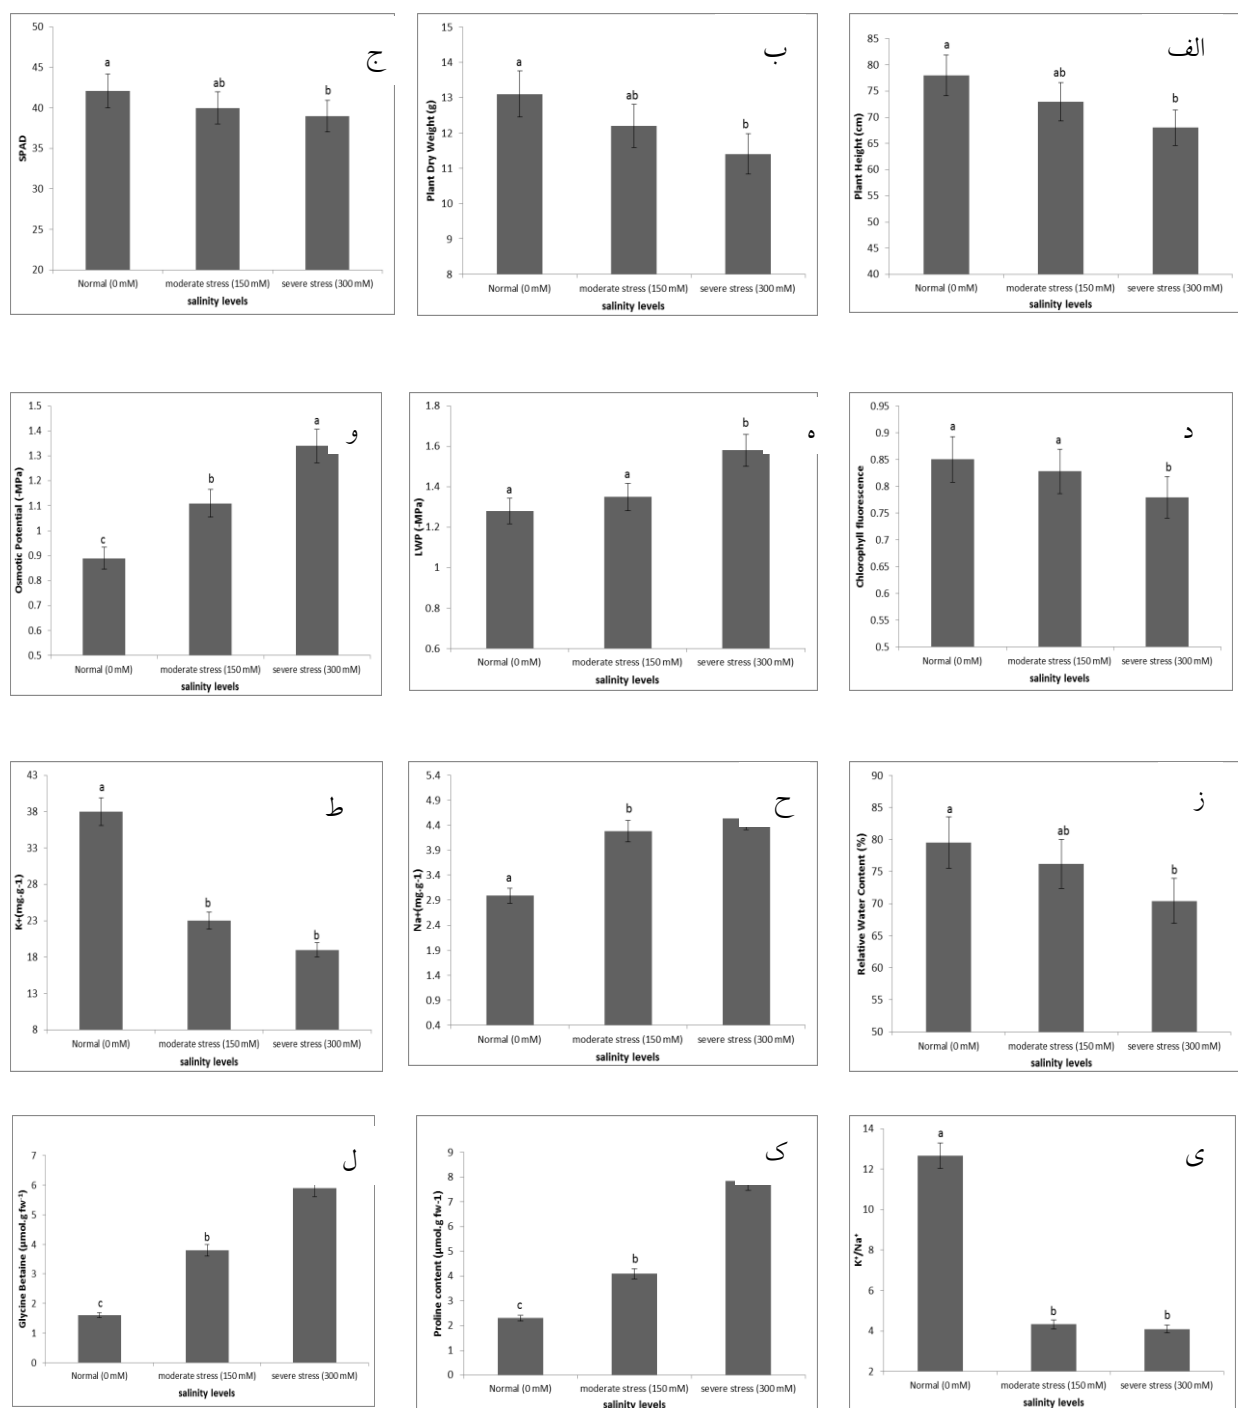 الف
Plant Height (cm)
85
80
75
70
65
60
55
50
45
40
a
ab
b
Normal (0 mM) moderate stress (150 mM) severe stress (300 mM)
salinity levels
ب
Plant Dry Weight (g)
15
14
13
12
11
10
9
8
a
ab
b
Normal (0 mM) moderate stress (150 mM) severe stress (300 mM)
salinity levels
ج
SPAD
50
45
40
35
30
25
20
a
ab
b
Normal (0 mM) moderate stress (150 mM) severe stress (300 mM)
salinity levels
د
Chlorophyll fluorescence
0.95
0.9
0.85
0.8
0.75
0.7
0.65
0.6
0.55
0.5
a
a
b
Normal (0 mM) moderate stress (150 mM) severe stress (300 mM)
salinity levels
ه
LWP (-MPa)
1.8
1.6
1.4
1.2
1
0.8
0.6
a
a
b
Normal (0 mM) moderate stress (150 mM) severe stress (300 mM)
salinity levels
و
Osmotic Potential (-MPa)
1.5
1.4
1.3
1.2
1.1
1
0.9
0.8
0.7
0.6
0.5
c
b
a
Normal (0 mM) moderate stress (150 mM) severe stress (300 mM)
salinity levels
ز
Relative Water Content (%)
90
85
80
75
70
65
60
55
50
a
ab
b
Normal (0 mM) moderate stress (150 mM) severe stress (300 mM)
salinity levels
ح
Na+(mg.g-1)
5.4
4.9
4.4
3.9
3.4
2.9
2.4
1.9
1.4
0.9
0.4
a
b
Normal (0 mM) moderate stress (150 mM) severe stress (300 mM)
salinity levels
ط
K+(mg.g-1)
43
38
33
28
23
18
13
8
a
b
b
Normal (0 mM) moderate stress (150 mM) severe stress (300 mM)
salinity levels
ی
K⁺/Na⁺
14
12
10
8
6
4
2
a
b
b
Normal (0 mM) moderate stress (150 mM) severe stress (300 mM)
salinity levels
ک
Proline content (µmol.g fw-1)
9
8
7
6
5
4
3
2
1
0
c
b
Normal (0 mM) moderate stress (150 mM) severe stress (300 mM)
salinity levels
ل
Glycine Betaine (µmol.g fw⁻¹)
7
6
5
4
3
2
1
0
c
b
Normal (0 mM) moderate stress (150 mM) severe stress (300 mM)
salinity levels